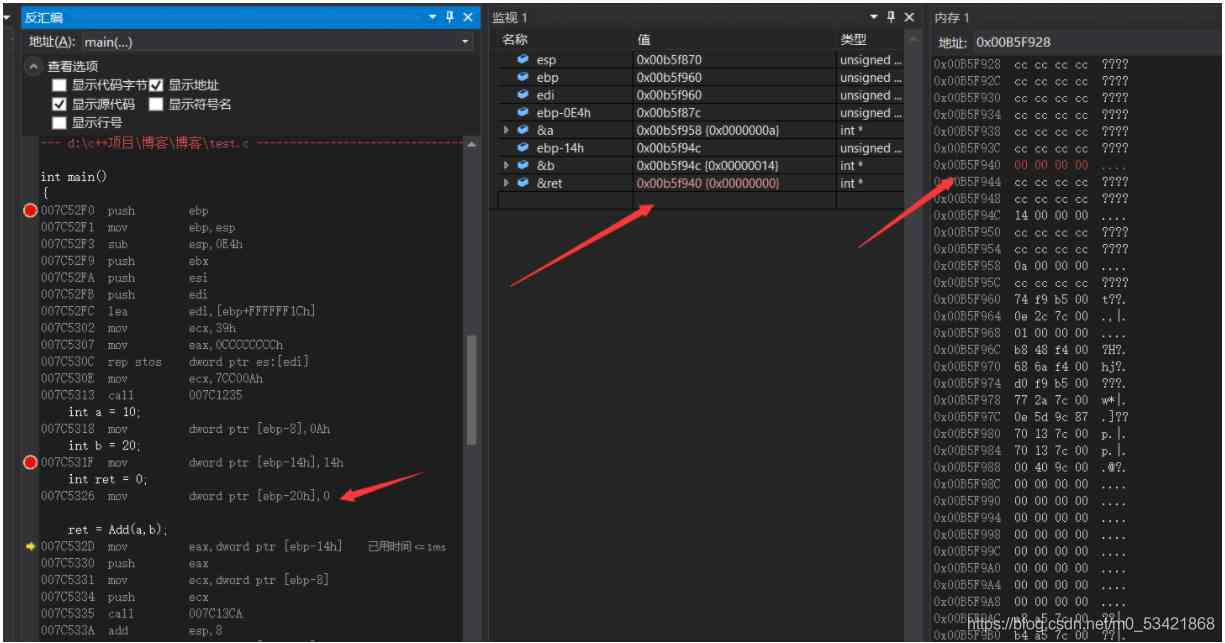 反汇编
地址(A): main(...)
查看选项
显示代码字节 显示地址
显示源代码 显示符号名
显示行号
--- d:\c++项目\博客\博客\test.c
int main()
{
007C52F0 push ebp
007C52F1 mov ebp,esp
007C52F3 sub esp,0E4h
007C52F9 push ebx
007C52FA push esi
007C52FB push edi
007C52FC lea edi,[ebp+FFFFFF1Ch]
007C5302 mov ecx,39h
007C5307 mov eax,0CCCCCCCCh
007C530C rep stos dword ptr es:[edi]
007C530E mov ecx,7CC00Ah
007C5313 call 007C1235
int a = 10;
007C5318 mov dword ptr [ebp-8],0Ah
int b = 20;
007C531F mov dword ptr [ebp-14h],14h
int ret = 0;
007C5326 mov dword ptr [ebp-20h],0
ret = Add(a,b);
007C532D mov eax,dword ptr [ebp-14h] 已用时间<=1ms
007C5330 push eax
007C5331 mov ecx,dword ptr [ebp-8]
007C5334 push ecx
007C5335 call 007C13CA
007C533A add esp,8
监视 1
名称 值 类型
esp 0x00b5f870 unsigned ...
ebp 0x00b5f960 unsigned ...
edi 0x00b5f960 unsigned ...
ebp-0E4h 0x00b5f87c unsigned ...
&a 0x00b5f958 {0x0000000a} int *
ebp-14h 0x00b5f94c unsigned ...
&b 0x00b5f94c {0x00000014} int *
&ret 0x00b5f940 {0x00000000} int *
内存 1
地址: 0x00B5F928
0x00B5F928 cc cc cc cc ????
0x00B5F92C cc cc cc cc ????
0x00B5F930 cc cc cc cc ????
0x00B5F934 cc cc cc cc ????
0x00B5F938 cc cc cc cc ????
0x00B5F93C cc cc cc cc ????
0x00B5F940 00 00 00 00 ....
0x00B5F944 cc cc cc cc ????
0x00B5F948 cc cc cc cc ????
0x00B5F94C 14 00 00 00 ....
0x00B5F950 cc cc cc cc ????
0x00B5F954 cc cc cc cc ????
0x00B5F958 0a 00 00 00 ....
0x00B5F95C cc cc cc cc ????
0x00B5F960 74 f9 b5 00 t??.
0x00B5F964 0e 2c 7c 00 .,|.
0x00B5F968 01 00 00 00 ....
0x00B5F96C b8 48 f4 00 ?H?.
0x00B5F970 68 6a f4 00 hj?.
0x00B5F974 d0 f9 b5 00 ???.
0x00B5F978 77 2a 7c 00 w*|.
0x00B5F97C 0e 5d 9c 87 .]??
0x00B5F980 70 13 7c 00 p.|.
0x00B5F984 70 13 7c 00 p.|.
0x00B5F988 00 40 9c 00 .@?.
0x00B5F98C 00 00 00 00 ....
0x00B5F990 00 00 00 00 ....
0x00B5F994 00 00 00 00 ....
0x00B5F998 00 00 00 00 ....
0x00B5F99C 00 00 00 00 ....
0x00B5F9A0 00 00 00 00 ....
0x00B5F9A4 00 00 00 00 ....
0x00B5F9A8 00 00 00 00 ....
0x00B5F9B0 b4 a5 7c 00 ??|.
https://blog.csdn.net/m0_53421868